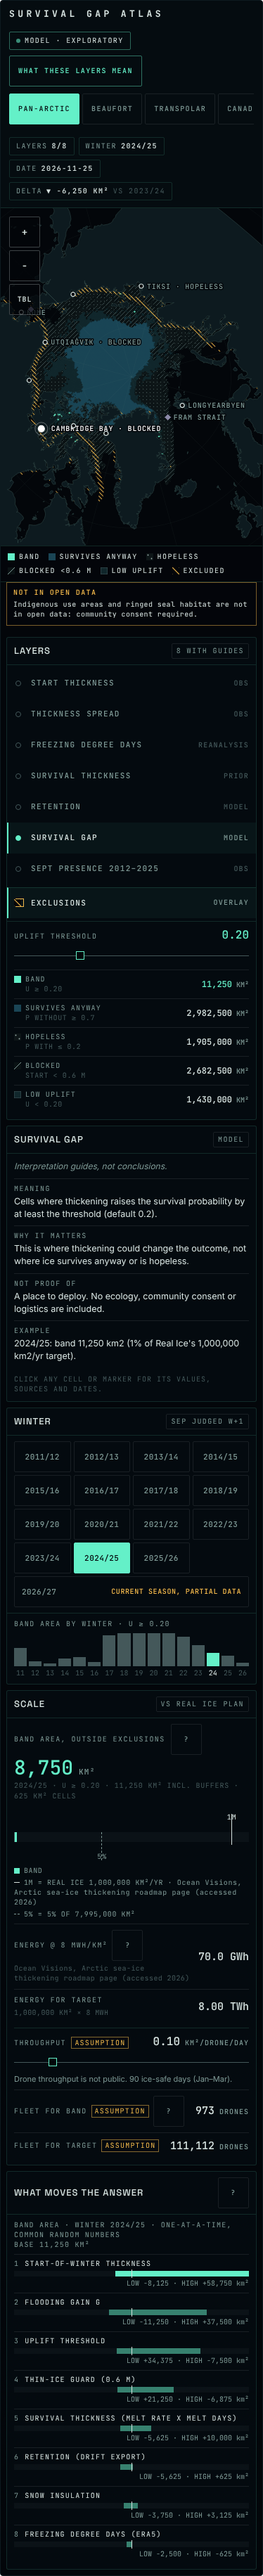 SURVIVAL GAP ATLAS
MODEL · EXPLORATORY
WHAT THESE LAYERS MEAN
PAN-ARCTIC BEAUFORT TRANSPOLAR CANAD
LAYERS 8/8 WINTER 2024/25
DATE 2026-11-25
DELTA ▼ -6,250 KM² VS 2023/24
+
-
TBL
TIKSI · HOPELESS
UTQIAĠVIK · BLOCKED
LONGYEARBYEN
FRAM STRAIT
CAMBRIDGE BAY · BLOCKED
BAND SURVIVES ANYWAY HOPELESS
BLOCKED <0.6 M LOW UPLIFT EXCLUDED
NOT IN OPEN DATA
Indigenous use areas and ringed seal habitat are not
in open data: community consent required.
LAYERS 8 WITH GUIDES
START THICKNESS OBS
THICKNESS SPREAD OBS
FREEZING DEGREE DAYS REANALYSIS
SURVIVAL THICKNESS PRIOR
RETENTION MODEL
SURVIVAL GAP MODEL
SEPT PRESENCE 2012–2025 OBS
EXCLUSIONS OVERLAY
UPLIFT THRESHOLD 0.20
BAND
U ≥ 0.20
11,250 KM²
SURVIVES ANYWAY
P WITHOUT ≥ 0.7
2,982,500 KM²
HOPELESS
P WITH ≤ 0.2
1,905,000 KM²
BLOCKED
START < 0.6 M
2,682,500 KM²
LOW UPLIFT
U < 0.20
1,430,000 KM²
SURVIVAL GAP MODEL
Interpretation guides, not conclusions.
MEANING
Cells where thickening raises the survival probability by
at least the threshold (default 0.2).
WHY IT MATTERS
This is where thickening could change the outcome, not
where ice survives anyway or is hopeless.
NOT PROOF OF
A place to deploy. No ecology, community consent or
logistics are included.
EXAMPLE
2024/25: band 11,250 km2 (1% of Real Ice's 1,000,000
km2/yr target).
CLICK ANY CELL OR MARKER FOR ITS VALUES,
SOURCES AND DATES.
WINTER SEP JUDGED W+1
2011/12 2012/13 2013/14 2014/15
2015/16 2016/17 2017/18 2018/19
2019/20 2020/21 2021/22 2022/23
2023/24 2024/25 2025/26
2026/27 CURRENT SEASON, PARTIAL DATA
BAND AREA BY WINTER · U ≥ 0.20
11 12 13 14 15 16 17 18 19 20 21 22 23 24 25 26
SCALE VS REAL ICE PLAN
BAND AREA, OUTSIDE EXCLUSIONS ?
8,750 KM²
2024/25 · U ≥ 0.20 · 11,250 KM² INCL. BUFFERS ·
625 KM² CELLS
1M
5%
BAND
1M = REAL ICE 1,000,000 KM²/YR · Ocean Visions,
Arctic sea-ice thickening roadmap page (accessed
2026)
5% = 5% OF 7,995,000 KM²
ENERGY @ 8 MWH/KM² ?
Ocean Visions, Arctic sea-ice
thickening roadmap page (accessed 2026)
70.0 GWh
ENERGY FOR TARGET
1,000,000 KM² × 8 MWH
8.00 TWh
THROUGHPUT ASSUMPTION 0.10 KM²/DRONE/DAY
Drone throughput is not public. 90 ice-safe days (Jan–Mar).
FLEET FOR BAND ASSUMPTION ? 973 DRONES
FLEET FOR TARGET ASSUMPTION 111,112 DRONES
WHAT MOVES THE ANSWER ?
BAND AREA · WINTER 2024/25 · ONE-AT-A-TIME,
COMMON RANDOM NUMBERS
BASE 11,250 KM²
1 START-OF-WINTER THICKNESS
LOW -8,125 · HIGH +58,750 km²
2 FLOODING GAIN G
LOW -11,250 · HIGH +37,500 km²
3 UPLIFT THRESHOLD
LOW +34,375 · HIGH -7,500 km²
4 THIN-ICE GUARD (0.6 M)
LOW +21,250 · HIGH -6,875 km²
5 SURVIVAL THICKNESS (MELT RATE X MELT DAYS)
LOW -5,625 · HIGH +10,000 km²
6 RETENTION (DRIFT EXPORT)
LOW -5,625 · HIGH +625 km²
7 SNOW INSULATION
LOW -3,750 · HIGH +3,125 km²
8 FREEZING DEGREE DAYS (ERA5)
LOW -2,500 · HIGH -625 km²